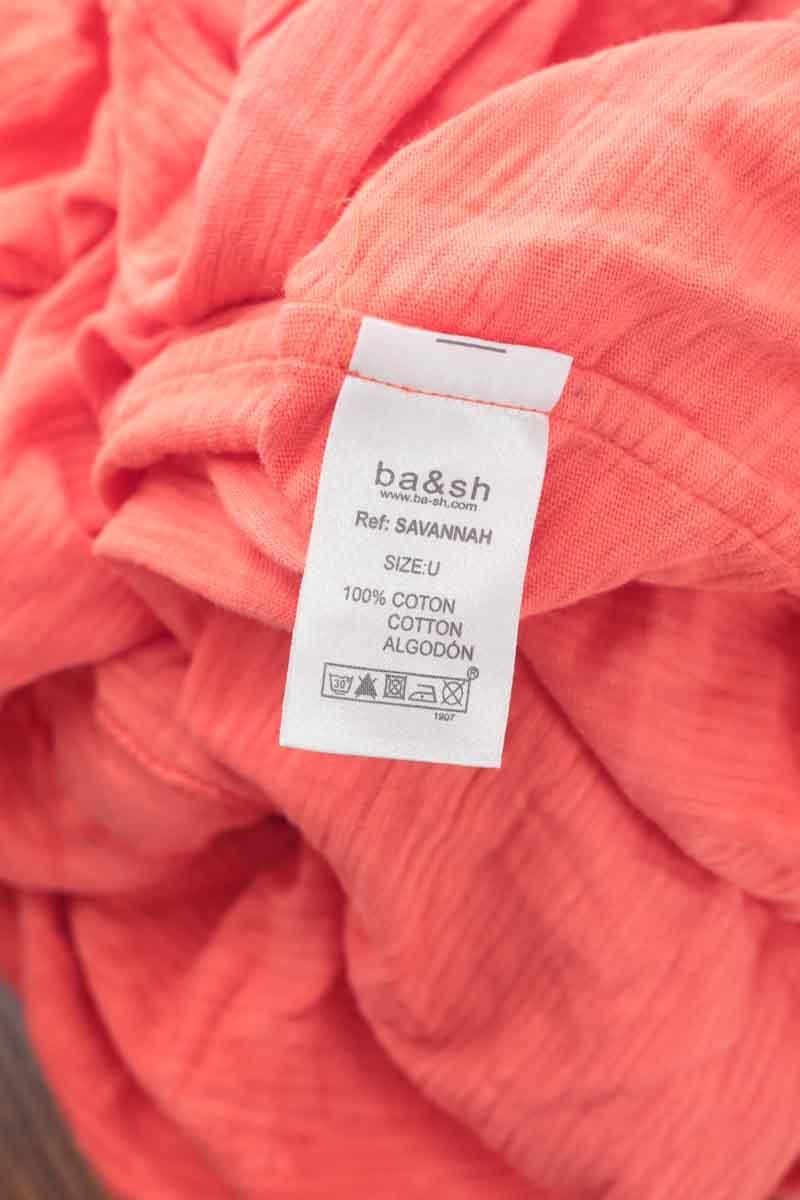 ba&sh
www.ba-sh.com
Ref: SAVANNAH
SIZE:U
100% COTON
COTTON
ALGODÓN
30°
®
1907